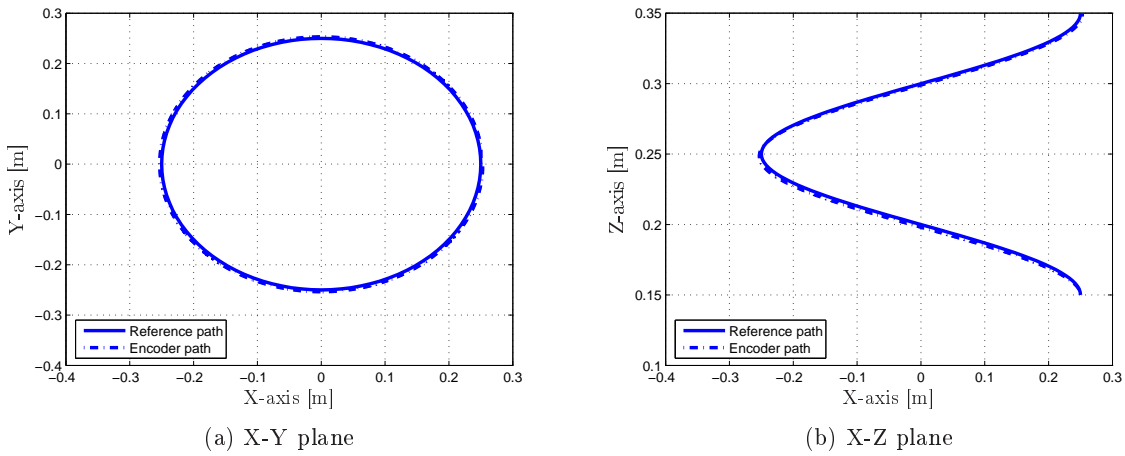 0.3
0.2
0.1
0
−0.1
−0.2
−0.3
−0.4
Y-axis [m]
Reference path
Encoder path
−0.4 −0.3 −0.2 −0.1 0 0.1 0.2 0.3
X-axis [m]
(a) X-Y plane
0.35
0.3
0.25
0.2
0.15
0.1
Z-axis [m]
Reference path
Encoder path
−0.4 −0.3 −0.2 −0.1 0 0.1 0.2 0.3
X-axis [m]
(b) X-Z plane